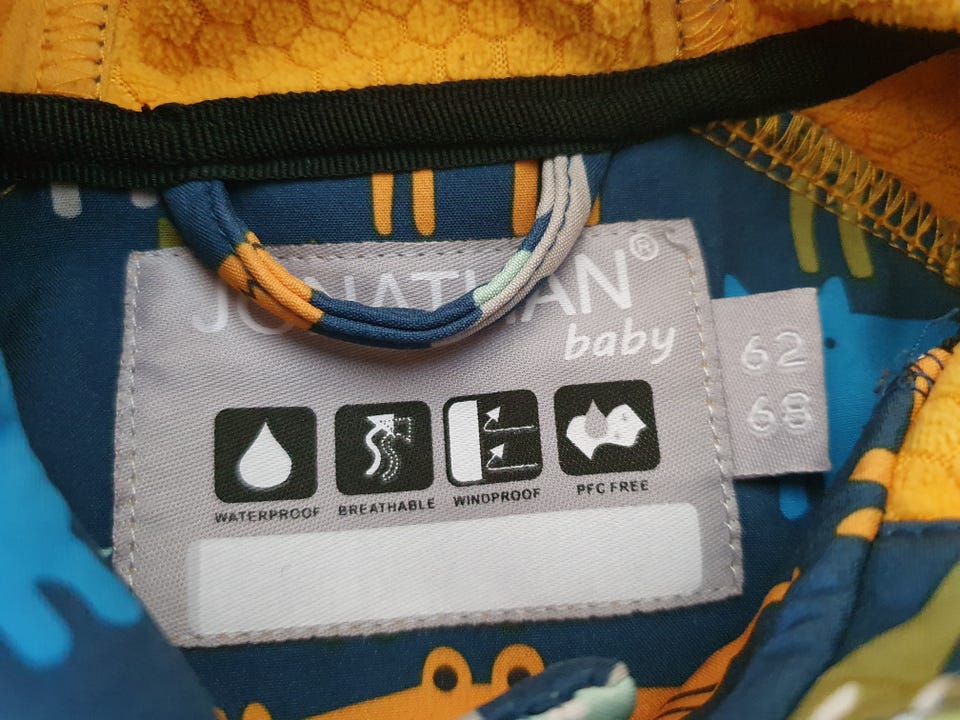 JONATHAN®
baby
62
68
WATERPROOF BREATHABLE WINDPROOF PFC FREE